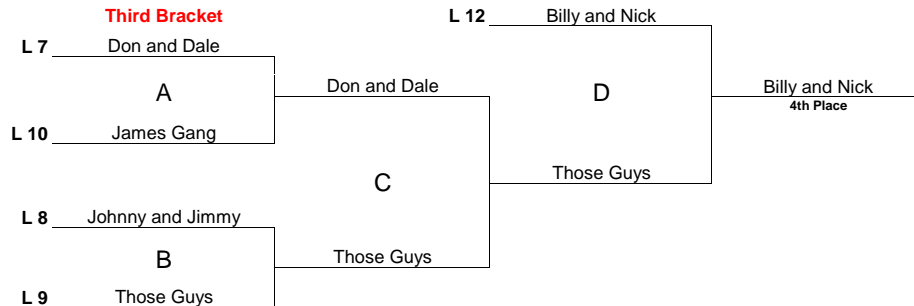 Third Bracket
L 12 Billy and Nick
L 7 Don and Dale
A
Don and Dale
D
Billy and Nick
4th Place
L 10 James Gang
C
Those Guys
L 8 Johnny and Jimmy
B
Those Guys
L 9 Those Guys